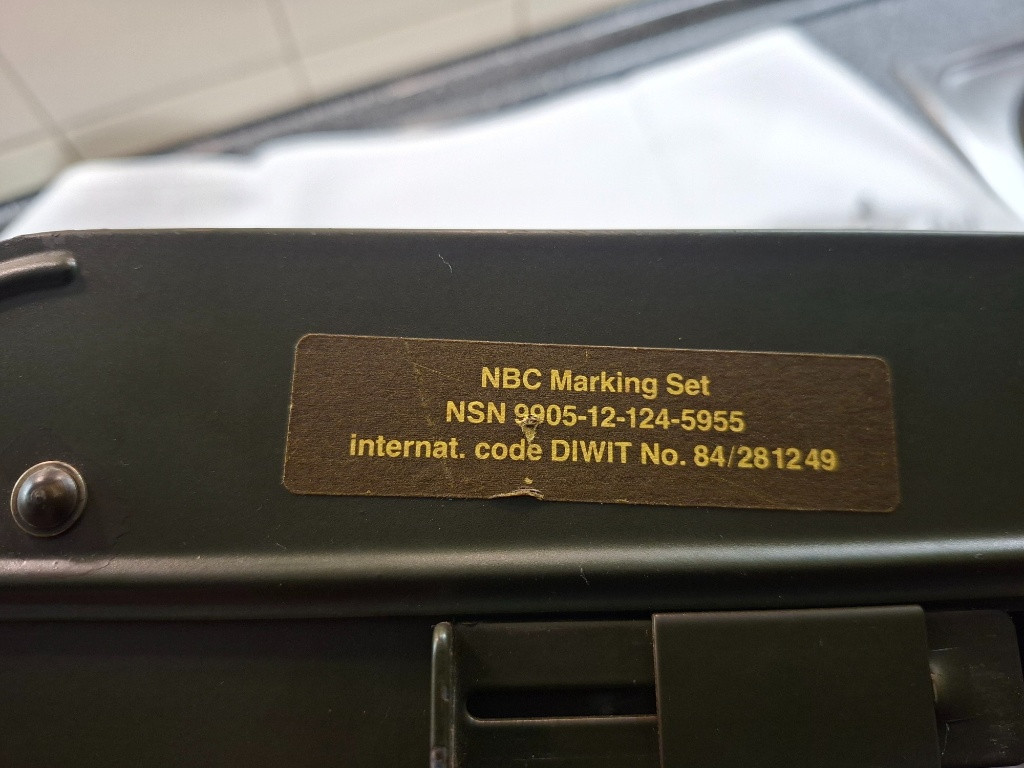 NBC Marking Set
NSN 9905-12-124-5955
internat. code DIWIT No. 84/281249